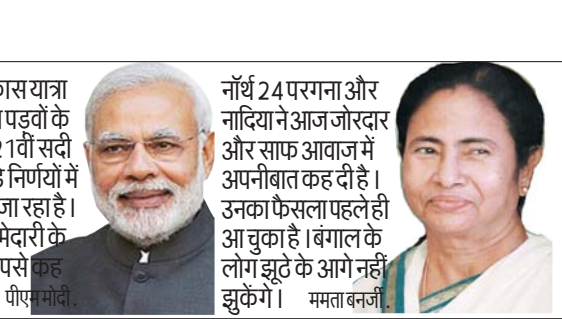 ास यात्रा
पड़वों के
21वीं सदी
निर्णयों में
जा रहा है।
मेदारी के
पसे कह
पीएम मोदी.
नॉर्थ 24 परगना और
नादिया ने आज जोरदार
और साफ आवाज में
अपनी बात कह दी है।
उनका फैसला पहले ही
आ चुका है। बंगाल के
लोग झूठे के आगे नहीं
झुकेंगे। ममता बनर्जी.